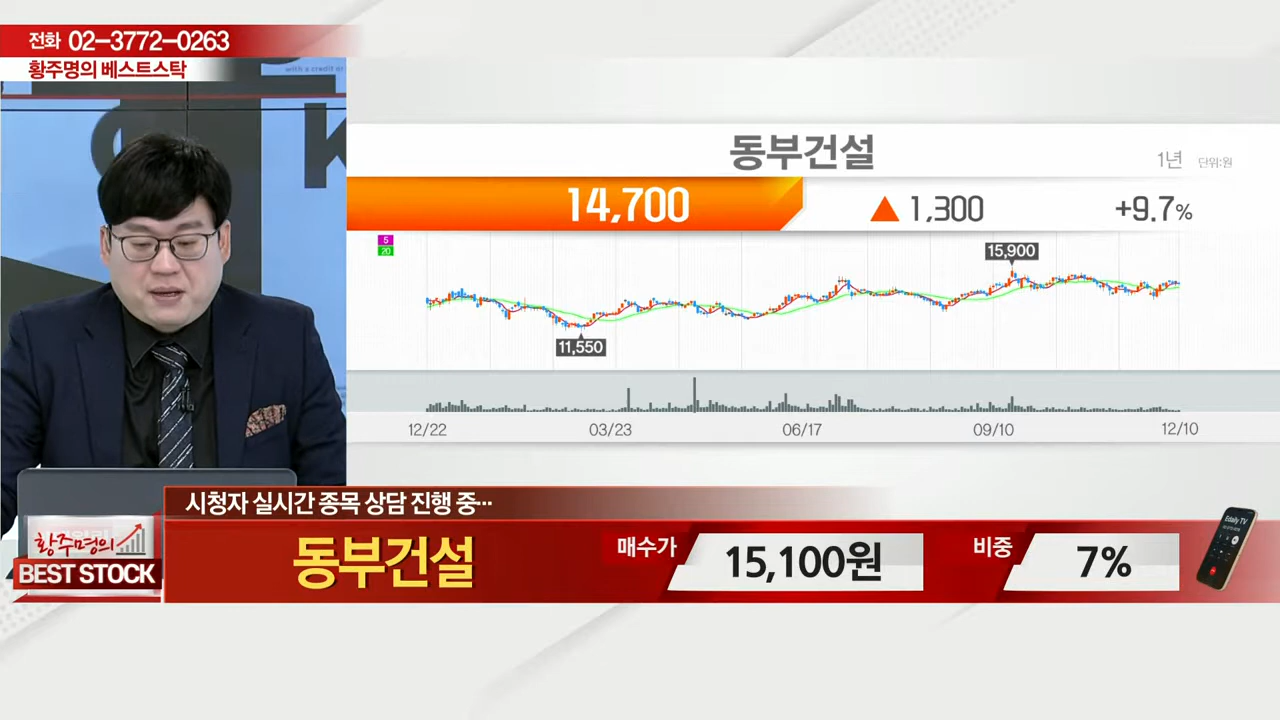 전화 02-3772-0263
황주명의 베스트스탁
동부건설
1년 단위:원
14,700
▲ 1,300
+9.7%
5
20
15,900
11,550
12/22
03/23
06/17
09/10
12/10
시청자 실시간 종목 상담 진행 중...
황주명의
BEST STOCK
동부건설
매수가
15,100원
비중
7%
Edaily TV